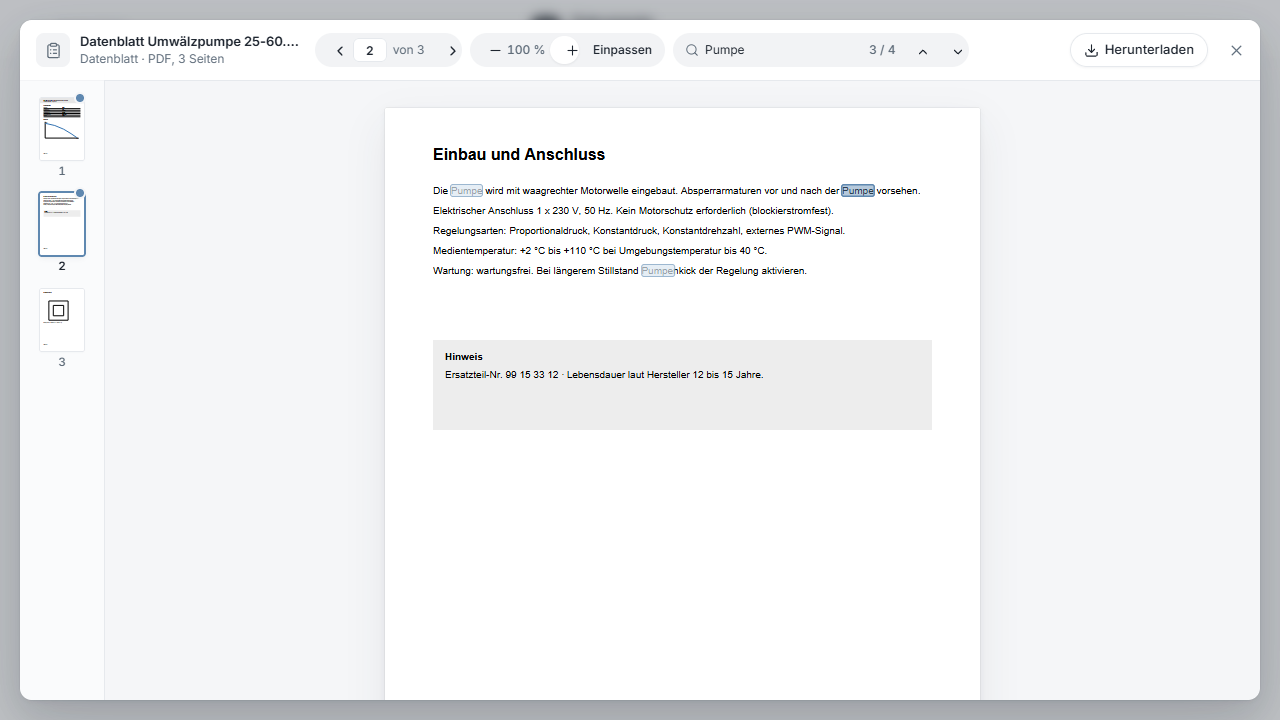 Datenblatt Umwälzpumpe 25-60....
Datenblatt · PDF, 3 Seiten
2 von 3
100 %
Einpassen
Pumpe
3 / 4
Herunterladen
1
2
3
Einbau und Anschluss
Die Pumpe wird mit waagrechter Motorwelle eingebaut. Absperrarmaturen vor und nach der Pumpe vorsehen.
Elektrischer Anschluss 1 x 230 V, 50 Hz. Kein Motorschutz erforderlich (blockierstromfest).
Regelungsarten: Proportionaldruck, Konstantdruck, Konstantdrehzahl, externes PWM-Signal.
Medientemperatur: +2 °C bis +110 °C bei Umgebungstemperatur bis 40 °C.
Wartung: wartungsfrei. Bei längerem Stillstand Pumpenkick der Regelung aktivieren.
Hinweis
Ersatzteil-Nr. 99 15 33 12 · Lebensdauer laut Hersteller 12 bis 15 Jahre.